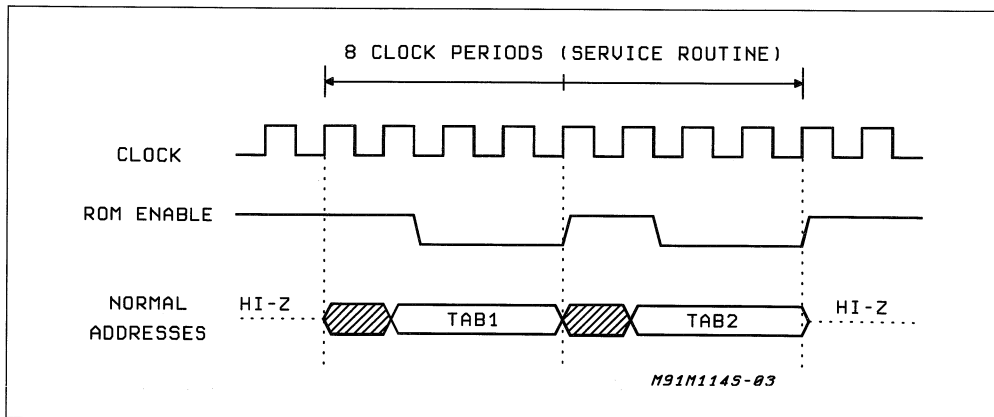 8 CLOCK PERIODS (SERVICE ROUTINE)
CLOCK
ROM ENABLE
NORMAL
ADDRESSES
HI-Z
TAB1
TAB2
HI-Z
M91M114S-03